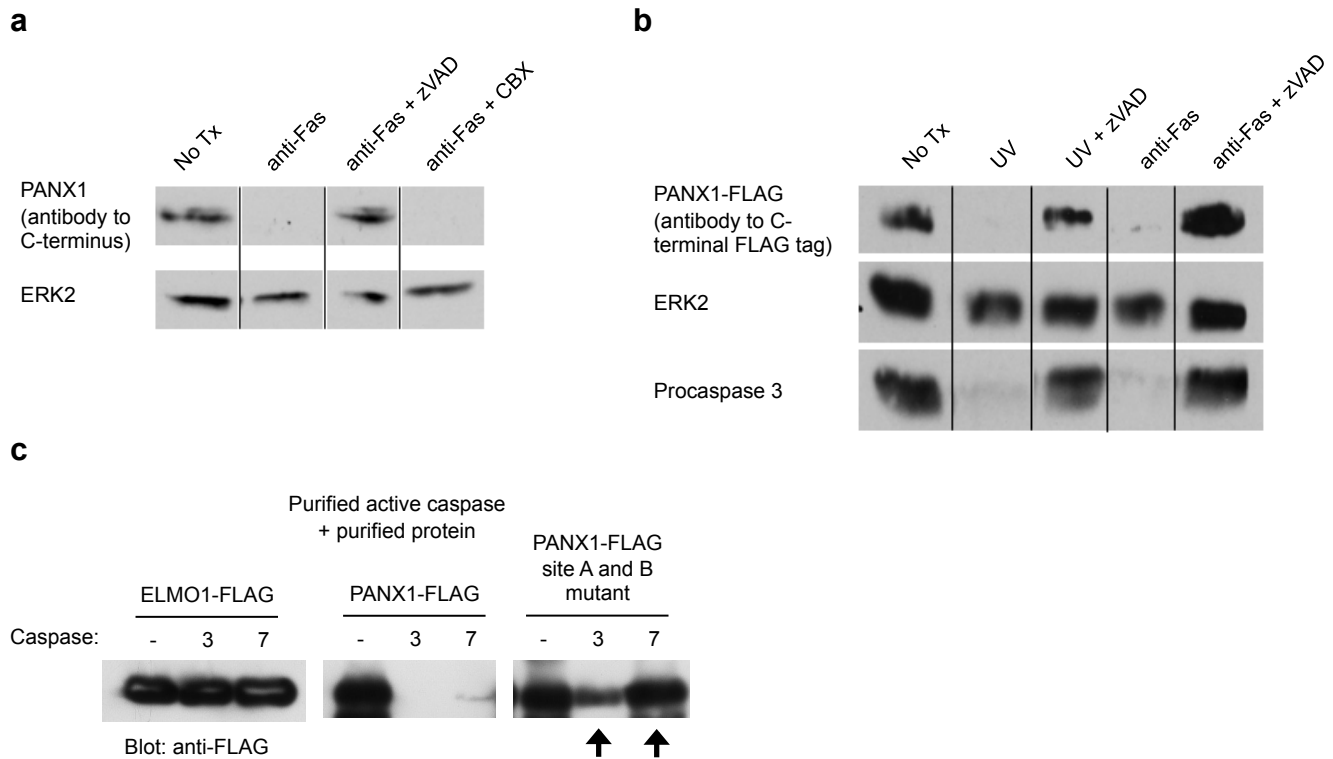 a
No Tx
anti-Fas
anti-Fas + zVAD
anti-Fas + CBX
PANX1
(antibody to
C-terminus)
ERK2
b
No Tx
UV
UV + zVAD
anti-Fas
anti-Fas + zVAD
PANX1-FLAG
(antibody to C-
terminal FLAG tag)
ERK2
Procaspase 3
c
Purified active caspase
+ purified protein
ELMO1-FLAG
PANX1-FLAG
PANX1-FLAG
site A and B
mutant
Caspase: - 3 7 - 3 7 - 3 7
Blot: anti-FLAG